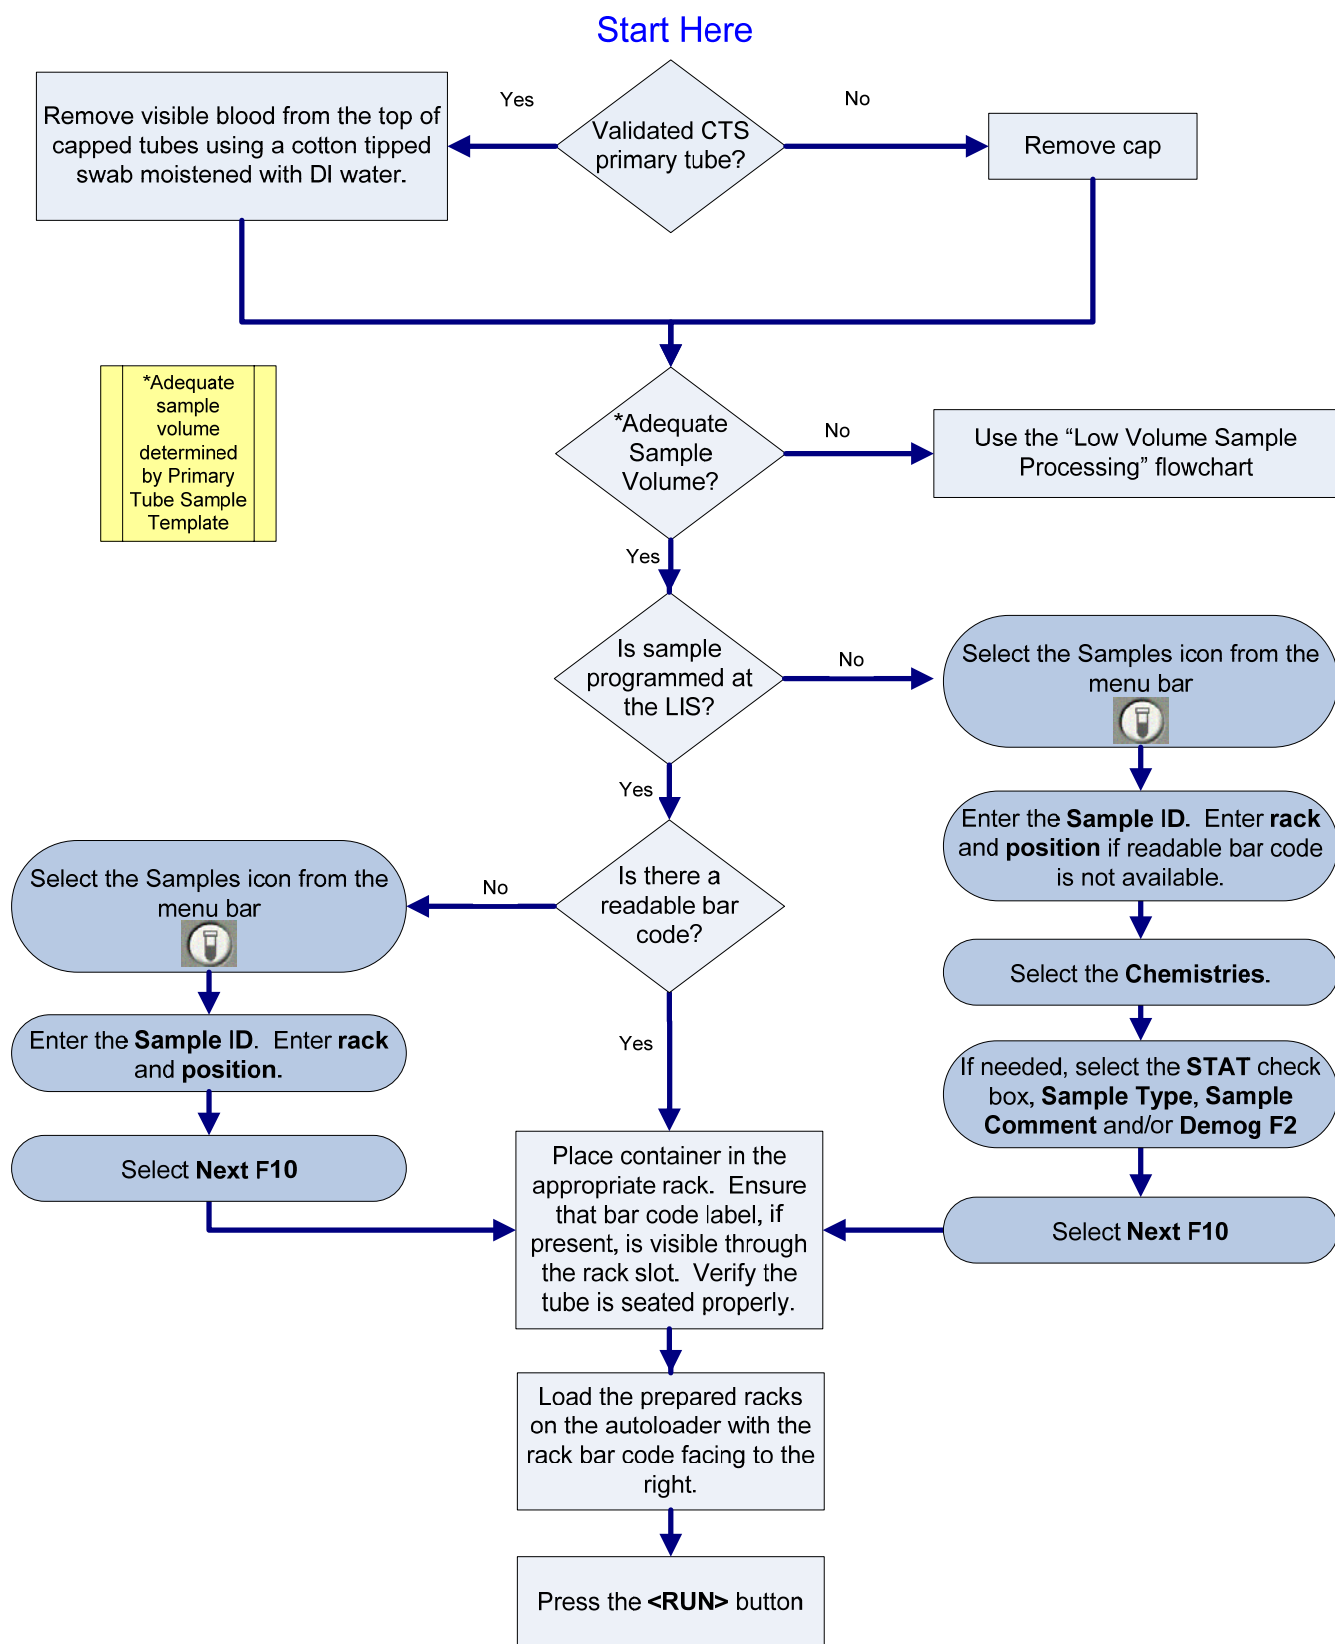 Start Here
Remove visible blood from the top of
capped tubes using a cotton tipped
swab moistened with DI water.
Yes
Validated CTS
primary tube?
No
Remove cap
*Adequate
sample
volume
determined
by Primary
Tube Sample
Template
*Adequate
Sample
Volume?
No
Use the “Low Volume Sample
Processing” flowchart
Yes
Is sample
programmed at
the LIS?
No
Select the Samples icon from the
menu bar
Yes
Enter the Sample ID.  Enter rack
and position if readable bar code
is not available.
Select the Chemistries.
If needed, select the STAT check
box, Sample Type, Sample
Comment and/or Demog F2
Select Next F10
Is there a
readable bar
code?
No
Select the Samples icon from the
menu bar
Enter the Sample ID.  Enter rack
and position.
Select Next F10
Yes
Place container in the
appropriate rack.  Ensure
that bar code label, if
present, is visible through
the rack slot.  Verify the
tube is seated properly.
Load the prepared racks
on the autoloader with the
rack bar code facing to the
right.
Press the <RUN> button